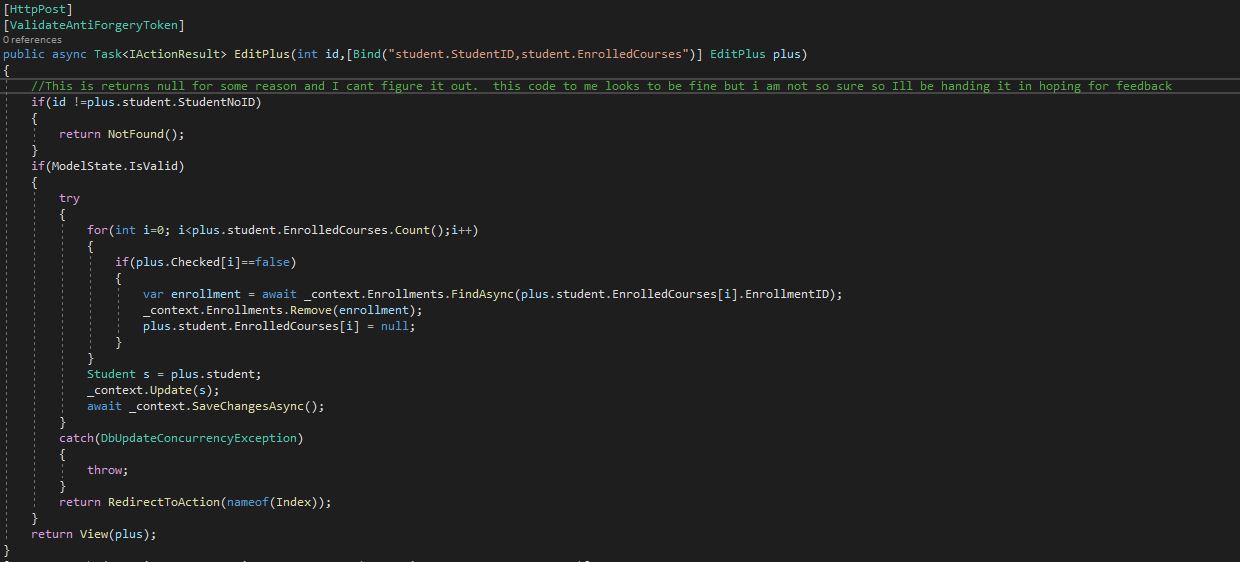 [HttpPost]
[ValidateAntiForgeryToken]
0 references
public async Task<IActionResult> EditPlus(int id,[Bind("student.StudentID,student.EnrolledCourses")] EditPlus plus)
{
//This is returns null for some reason and I cant figure it out.  this code to me looks to be fine but i am not so sure so Ill be handing it in hoping for feedback
if(id !=plus.student.StudentNoID)
{
return NotFound();
}
if(ModelState.IsValid)
{
try
{
for(int i=0; i<plus.student.EnrolledCourses.Count();i++)
{
if(plus.Checked[i]==false)
{
var enrollment = await _context.Enrollments.FindAsync(plus.student.EnrolledCourses[i].EnrollmentID);
_context.Enrollments.Remove(enrollment);
plus.student.EnrolledCourses[i] = null;
}
}
Student s = plus.student;
_context.Update(s);
await _context.SaveChangesAsync();
}
catch(DbUpdateConcurrencyException)
{
throw;
}
return RedirectToAction(nameof(Index));
}
return View(plus);
}